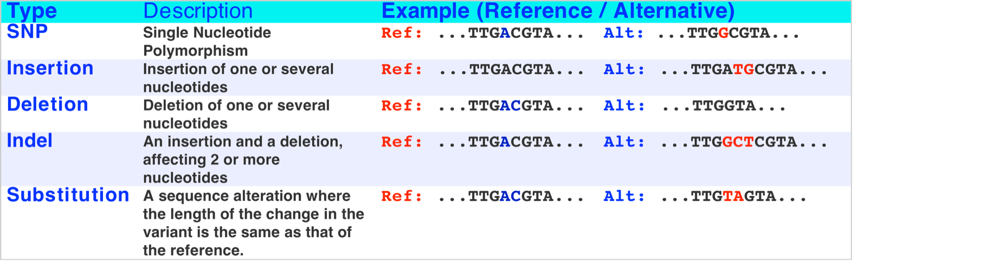 Type Description Example (Reference / Alternative)
SNP Single Nucleotide Ref: ...TTGACGTA... Alt: ...TTGGCGTA...
Polymorphism
Insertion Insertion of one or several Ref: ...TTGACGTA... Alt: ...TTGATGCGTA...
nucleotides
Deletion Deletion of one or several Ref: ...TTGACGTA... Alt: ...TTGGTA...
nucleotides
Indel An insertion and a deletion, Ref: ...TTGACGTA... Alt: ...TTGGCTCGTA...
affecting 2 or more
nucleotides
Substitution A sequence alteration where Ref: ...TTGACGTA... Alt: ...TTGTAGTA...
the length of the change in the
variant is the same as that of
the reference.